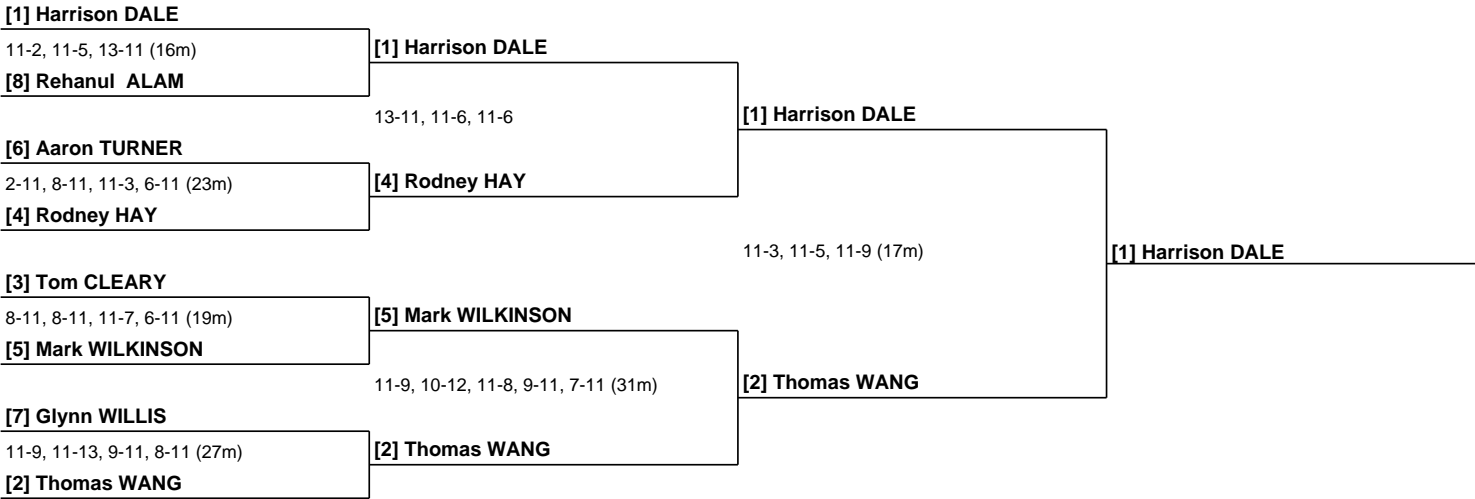 [1] Harrison DALE
11-2, 11-5, 13-11 (16m)
[8] Rehanul  ALAM
[6] Aaron TURNER
2-11, 8-11, 11-3, 6-11 (23m)
[4] Rodney HAY
[3] Tom CLEARY
8-11, 8-11, 11-7, 6-11 (19m)
[5] Mark WILKINSON
[7] Glynn WILLIS
11-9, 11-13, 9-11, 8-11 (27m)
[2] Thomas WANG
[1] Harrison DALE
13-11, 11-6, 11-6
[4] Rodney HAY
[5] Mark WILKINSON
11-9, 10-12, 11-8, 9-11, 7-11 (31m)
[2] Thomas WANG
[1] Harrison DALE
11-3, 11-5, 11-9 (17m)
[2] Thomas WANG
[1] Harrison DALE